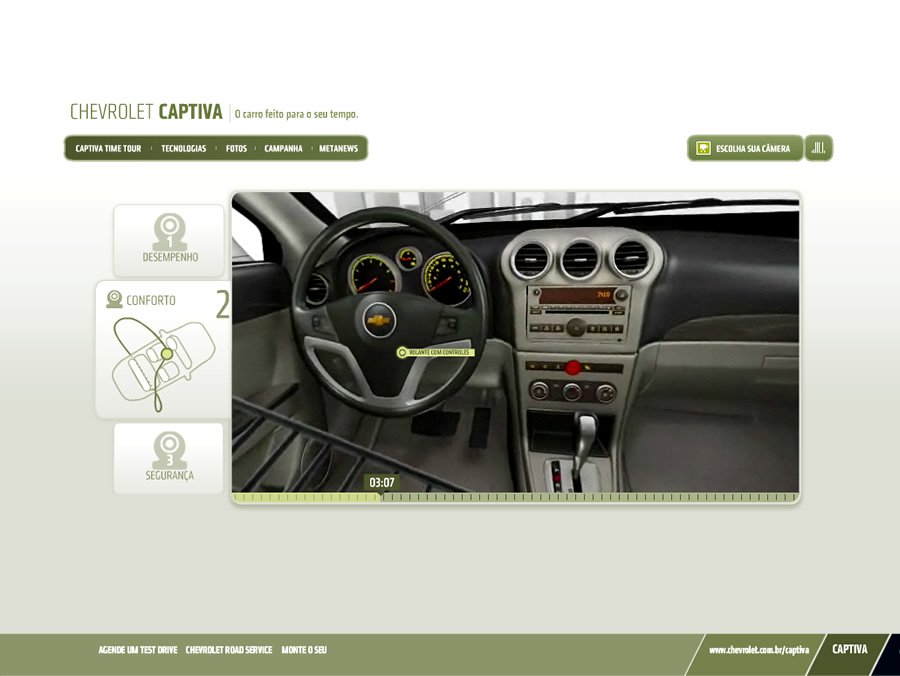 CHEVROLET CAPTIVA
O carro feito para o seu tempo.
CAPTIVA TIME TOUR
TECNOLOGIAS
FOTOS
CAMPANHA
METANEWS
ESCOLHA SUA CÂMERA
1
DESEMPENHO
CONFORTO
2
VOLANTE COM CONTROLES
3
SEGURANÇA
03:07
AGENDE UM TEST DRIVE
CHEVROLET ROAD SERVICE
MONTE O SEU
www.chevrolet.com.br/captiva
CAPTIVA